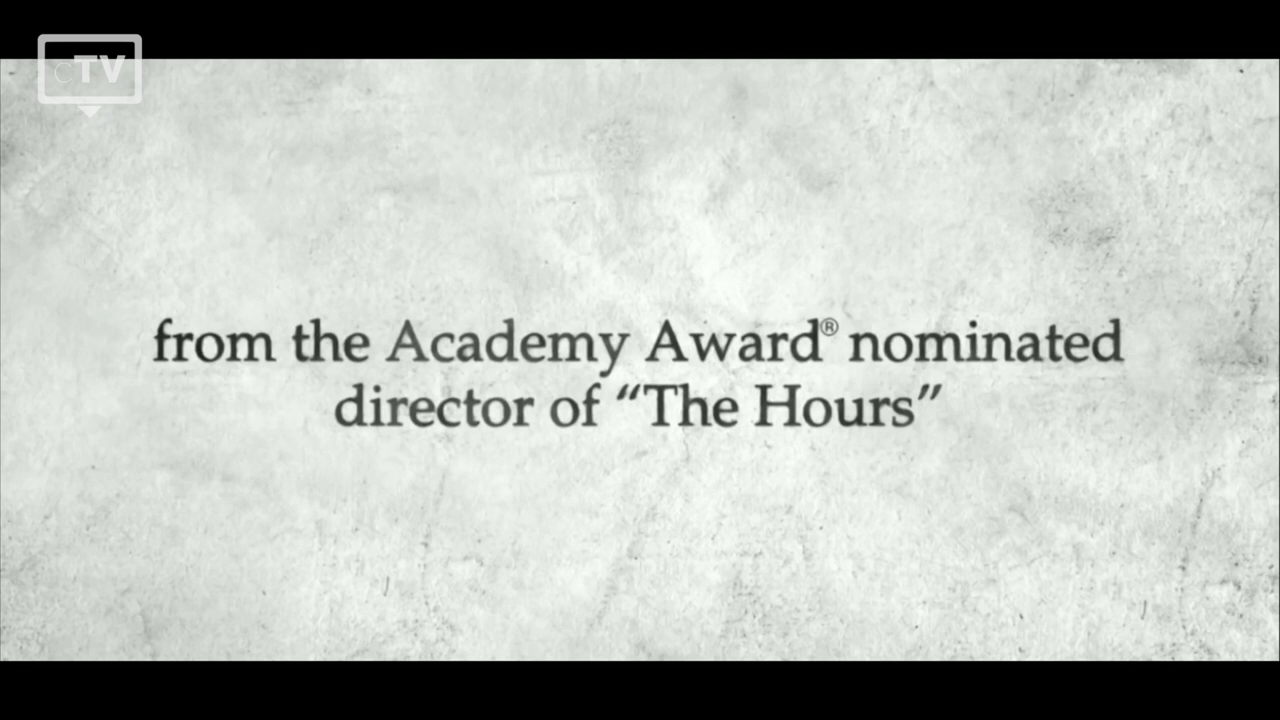 cTV
from the Academy Award® nominated
director of “The Hours”